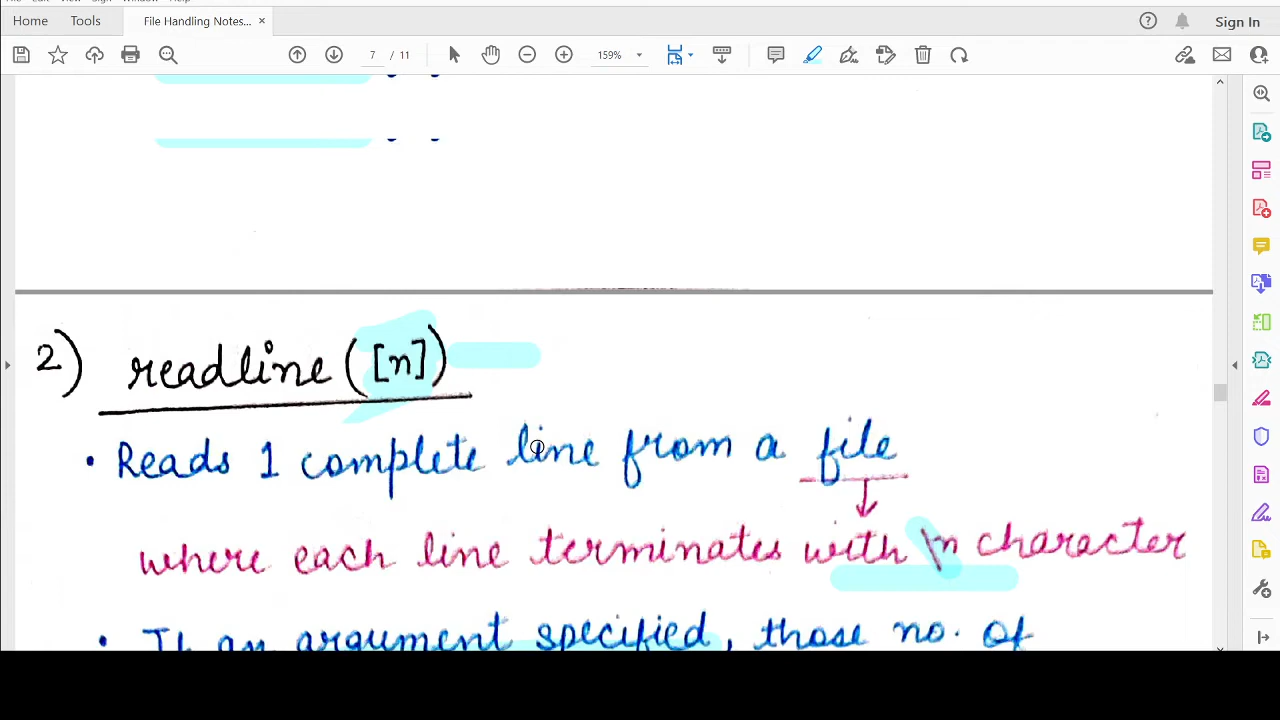 Home Tools File Handling Notes... × Sign In
7 / 11 159%
2) readline([n])
• Reads 1 complete line from a file
where each line terminates with \n character
• If an argument specified, those no. of